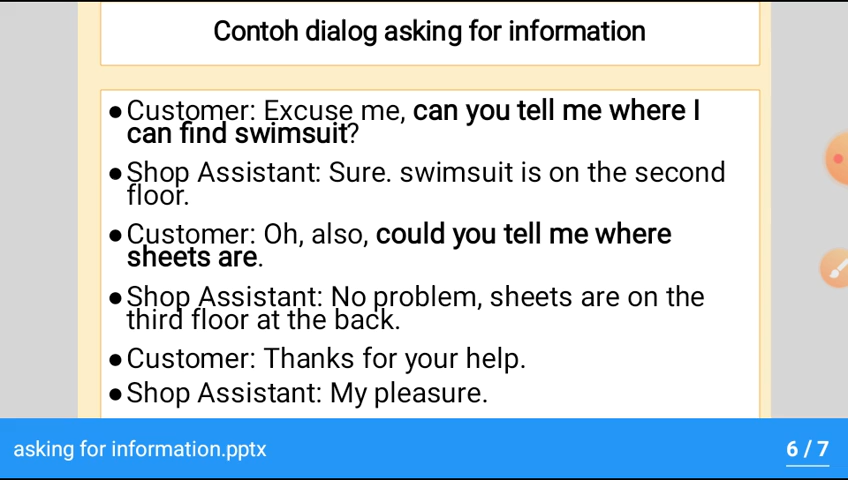 Contoh dialog asking for information
●Customer: Excuse me, can you tell me where I
can find swimsuit?
●Shop Assistant: Sure. swimsuit is on the second
floor.
●Customer: Oh, also, could you tell me where
sheets are.
●Shop Assistant: No problem, sheets are on the
third floor at the back.
●Customer: Thanks for your help.
●Shop Assistant: My pleasure.
asking for information.pptx
6 / 7